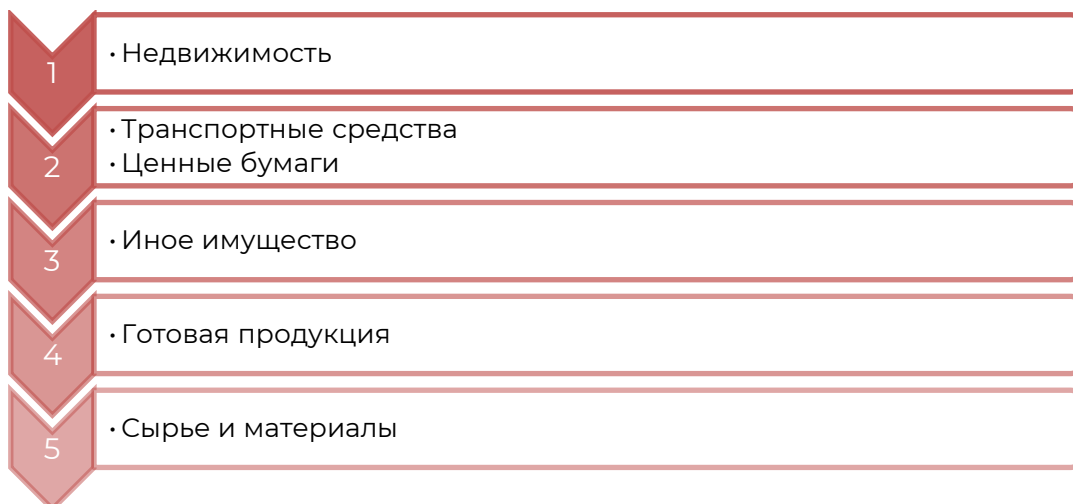 1
· Недвижимость
2
· Транспортные средства
· Ценные бумаги
3
· Иное имущество
4
· Готовая продукция
5
· Сырье и материалы